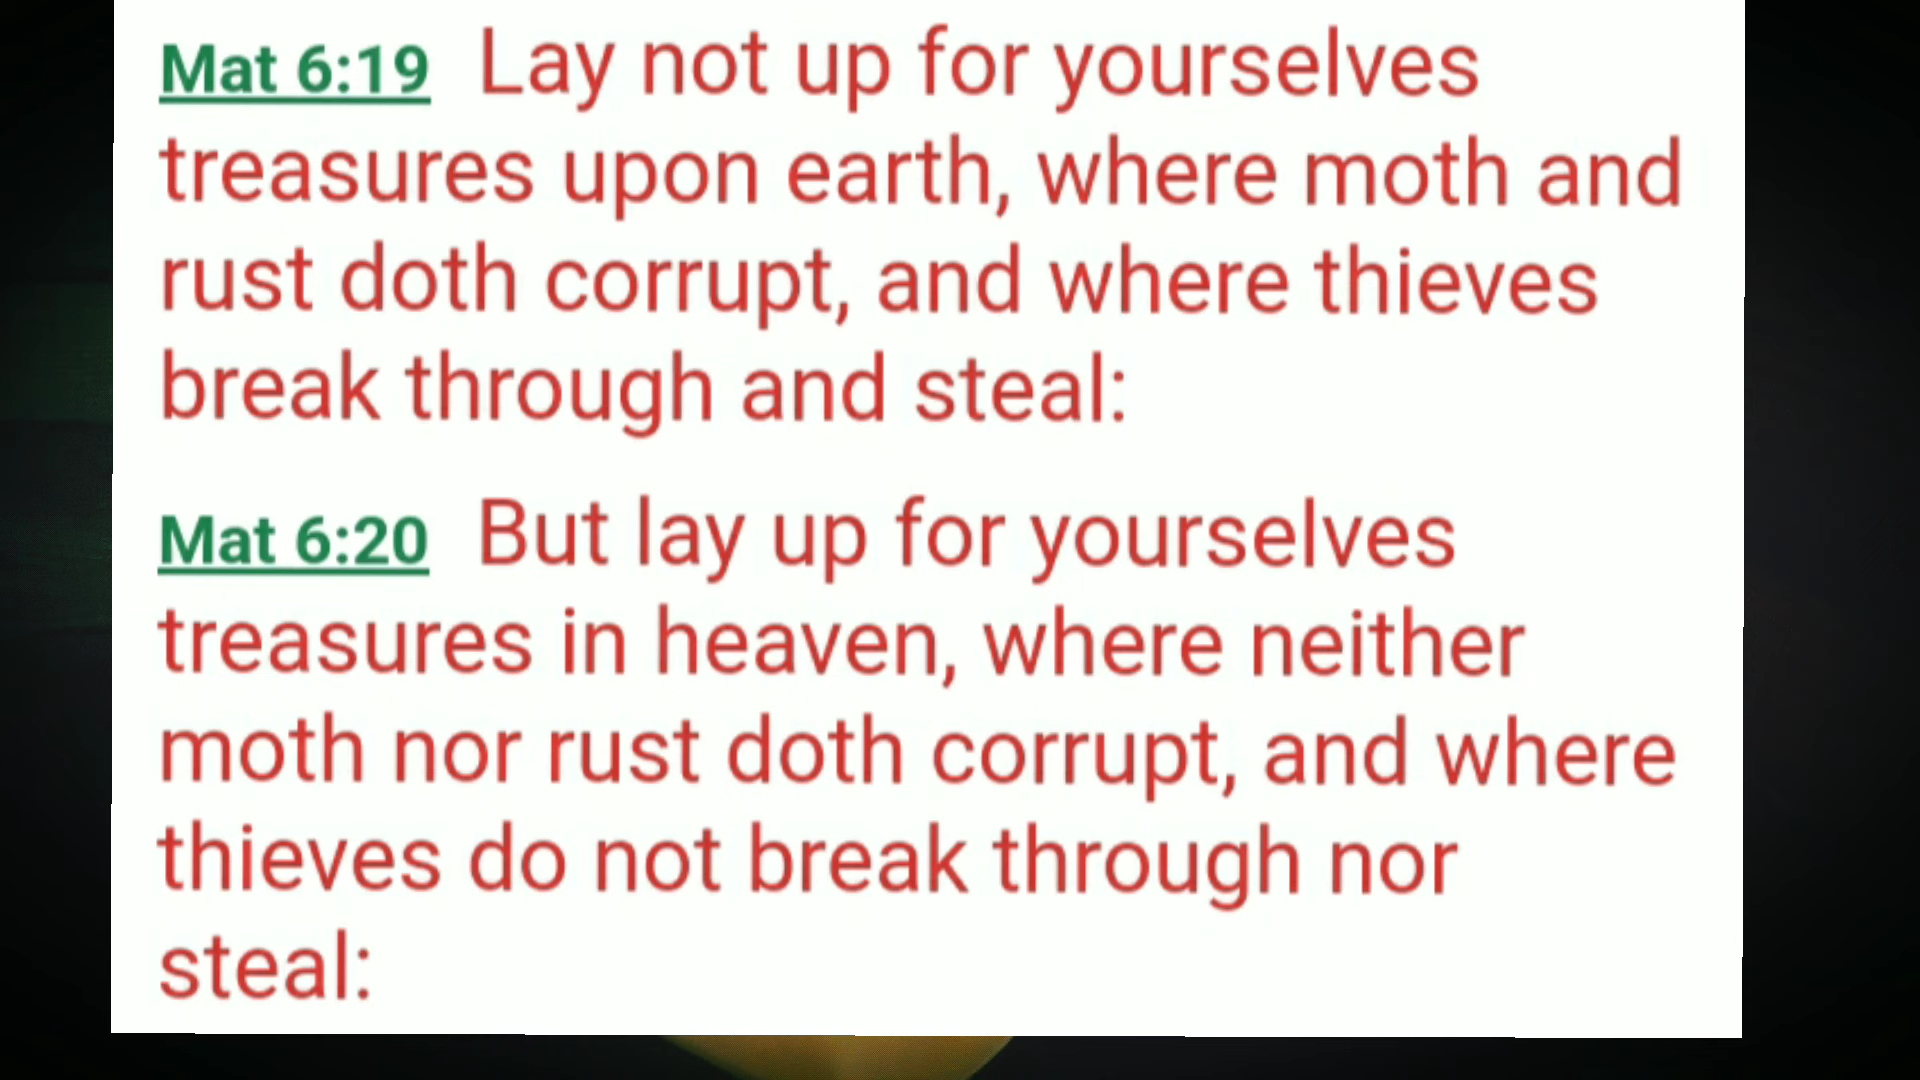 Mat 6:19 Lay not up for yourselves
treasures upon earth, where moth and
rust doth corrupt, and where thieves
break through and steal:
Mat 6:20 But lay up for yourselves
treasures in heaven, where neither
moth nor rust doth corrupt, and where
thieves do not break through nor
steal: